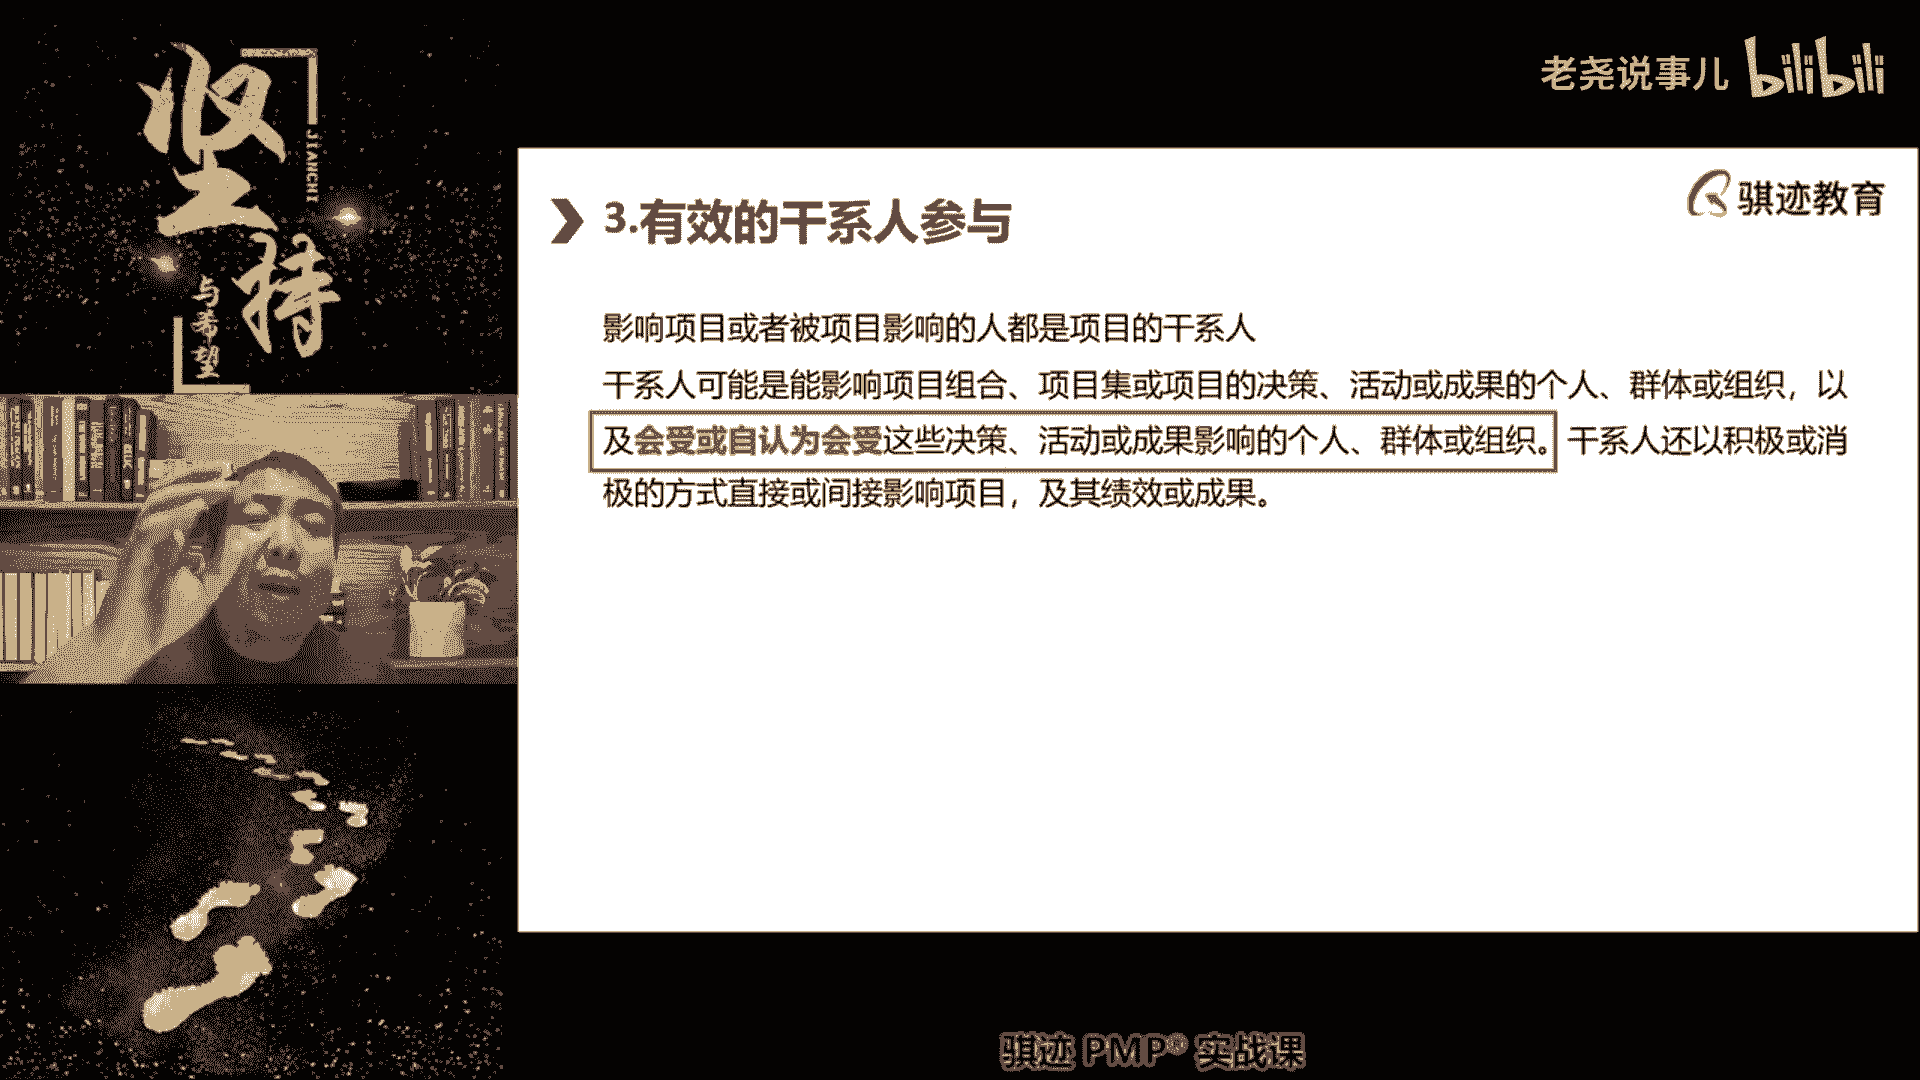 坚持
JIANCHI
与希望
老尧说事儿 bilibili
骐迹教育
3.有效的干系人参与
影响项目或者被项目影响的人都是项目的干系人
干系人可能是能影响项目组合、项目集或项目的决策、活动或成果的个人、群体或组织，以
及会受或自认为会受这些决策、活动或成果影响的个人、群体或组织。干系人还以积极或消
极的方式直接或间接影响项目，及其绩效或成果。
骐迹 PMP® 实战课